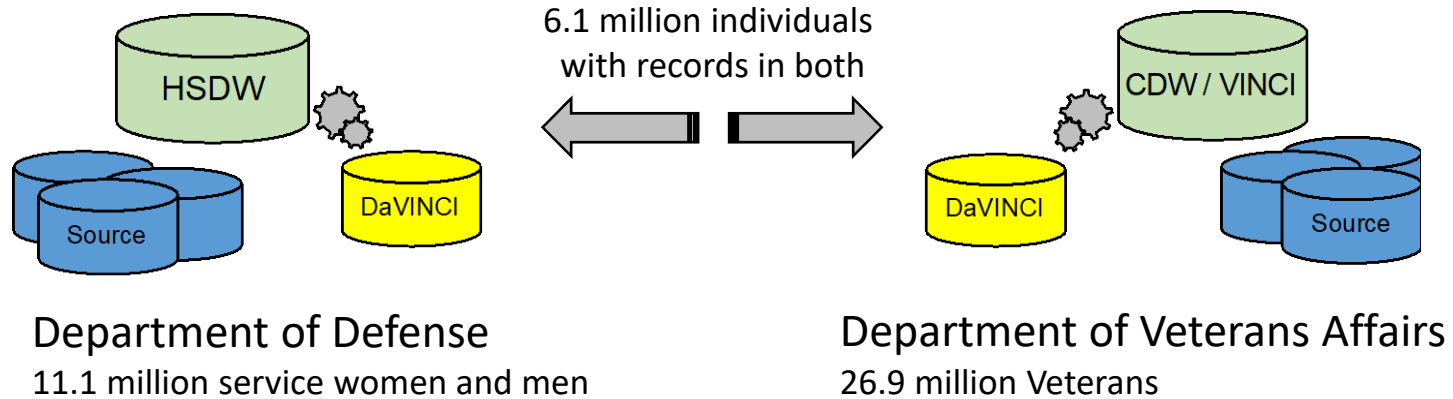 6.1 million individuals
with records in both
HSDW
CDW / VINCI
DaVINCI
DaVINCI
Source
Source
Department of Defense
11.1 million service women and men
Department of Veterans Affairs
26.9 million Veterans